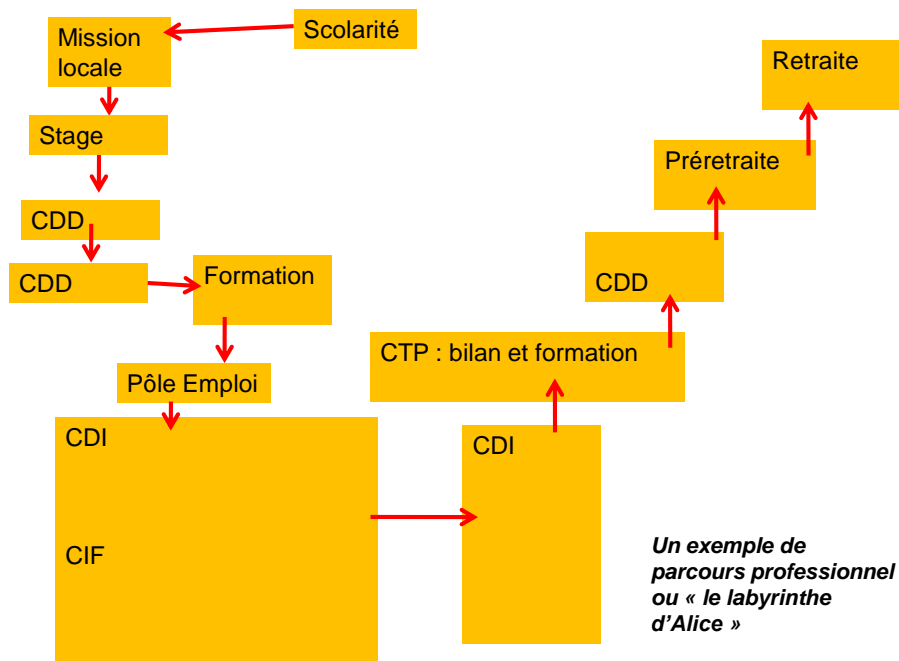 Scolarité
Mission
locale
Stage
CDD
CDD
Formation
Pôle Emploi
CDI
CIF
CDI
CTP : bilan et formation
CDD
Préretraite
Retraite
Un exemple de
parcours professionnel
ou « le labyrinthe
d'Alice »